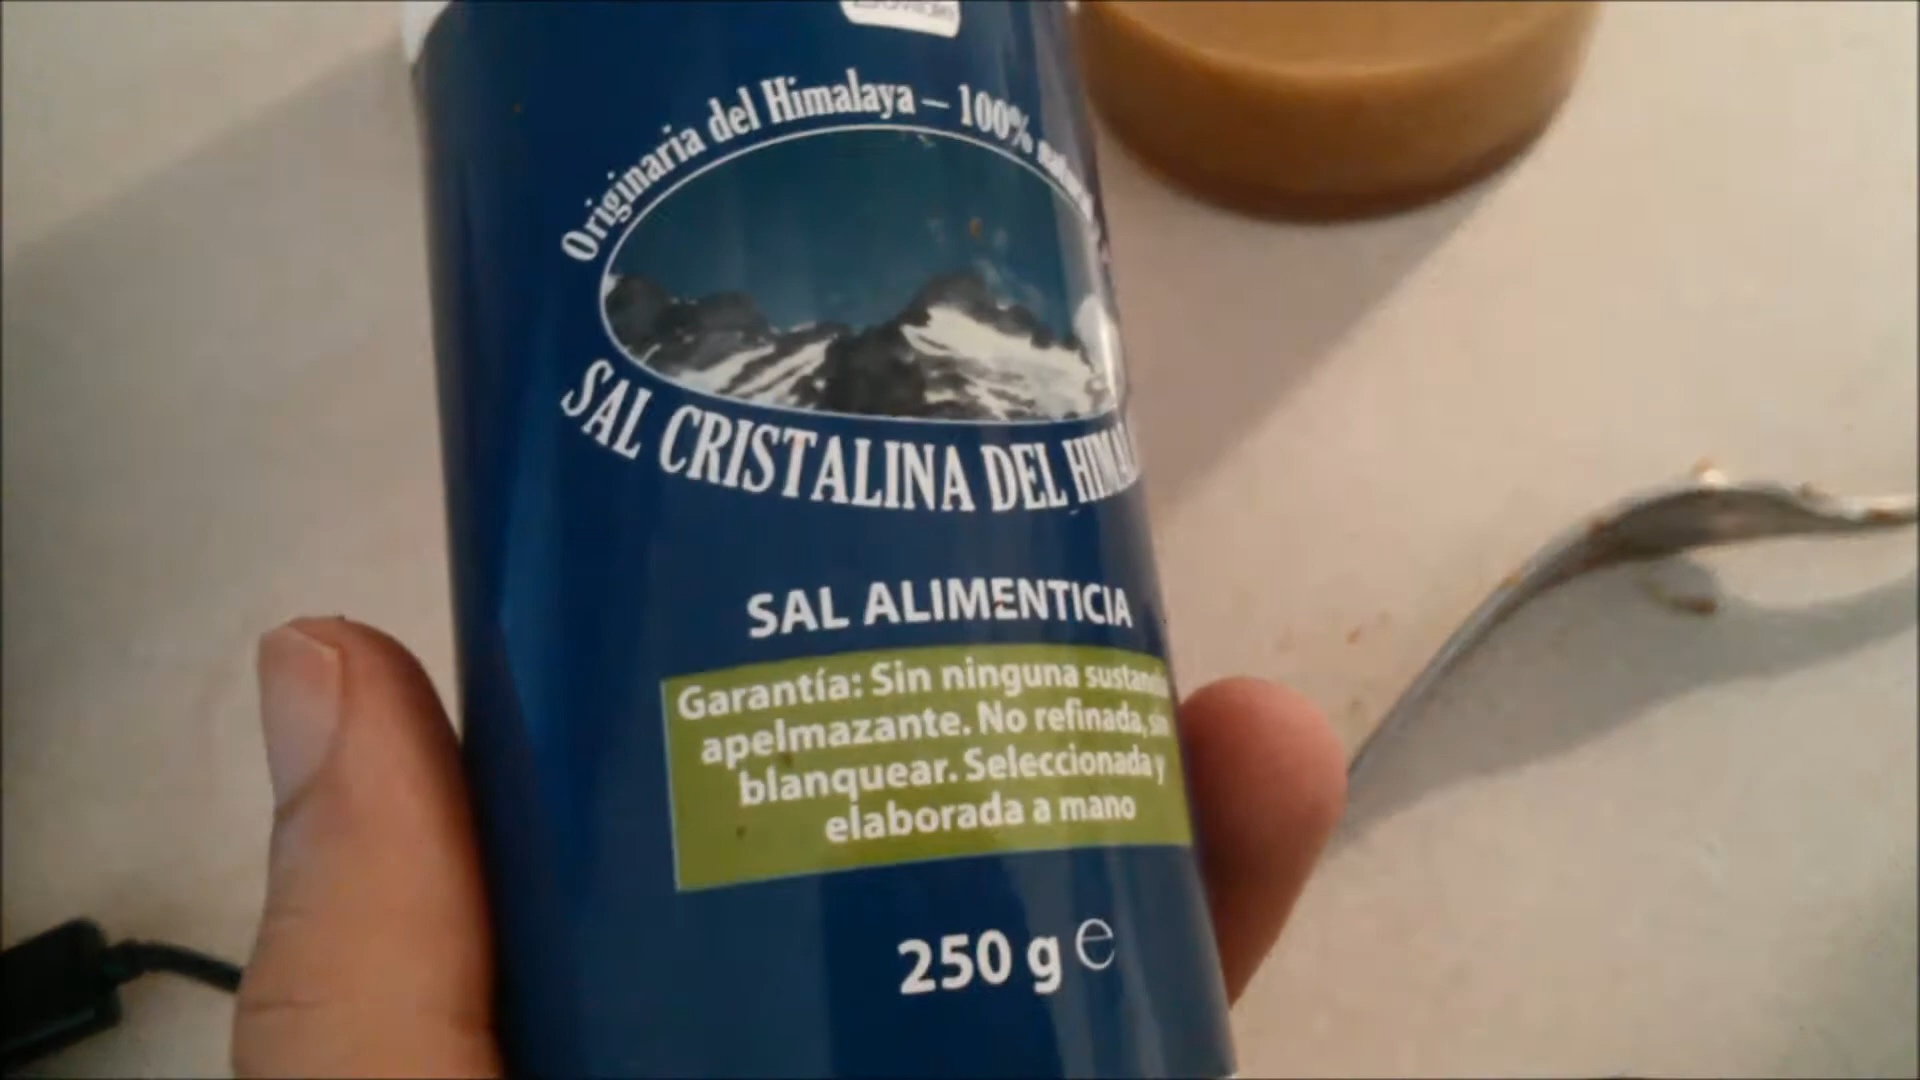 Originaria del Himalaya – 100%
SAL CRISTALINA DEL
SAL ALIMENTICIA
Garantía: Sin ninguna
apelmazante. No refinada, sin
blanquear. Seleccionada y
elaborada a mano
250 g ℮